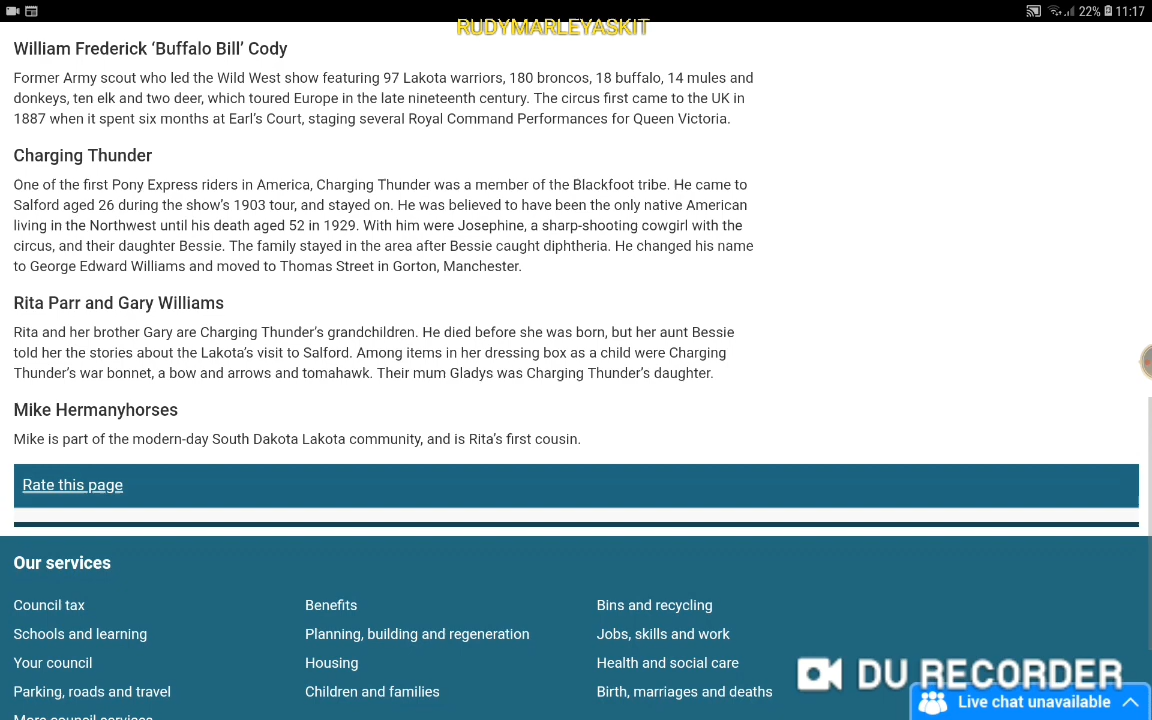 22% 11:17
RUDYMARLEYASKIT
William Frederick ‘Buffalo Bill’ Cody
Former Army scout who led the Wild West show featuring 97 Lakota warriors, 180 broncos, 18 buffalo, 14 mules and
donkeys, ten elk and two deer, which toured Europe in the late nineteenth century. The circus first came to the UK in
1887 when it spent six months at Earl’s Court, staging several Royal Command Performances for Queen Victoria.
Charging Thunder
One of the first Pony Express riders in America, Charging Thunder was a member of the Blackfoot tribe. He came to
Salford aged 26 during the show’s 1903 tour, and stayed on. He was believed to have been the only native American
living in the Northwest until his death aged 52 in 1929. With him were Josephine, a sharp-shooting cowgirl with the
circus, and their daughter Bessie. The family stayed in the area after Bessie caught diphtheria. He changed his name
to George Edward Williams and moved to Thomas Street in Gorton, Manchester.
Rita Parr and Gary Williams
Rita and her brother Gary are Charging Thunder’s grandchildren. He died before she was born, but her aunt Bessie
told her the stories about the Lakota’s visit to Salford. Among items in her dressing box as a child were Charging
Thunder’s war bonnet, a bow and arrows and tomahawk. Their mum Gladys was Charging Thunder’s daughter.
Mike Hermanyhorses
Mike is part of the modern-day South Dakota Lakota community, and is Rita’s first cousin.
Rate this page
Our services
Council tax Benefits Bins and recycling
Schools and learning Planning, building and regeneration Jobs, skills and work
Your council Housing Health and social care
Parking, roads and travel Children and families Birth, marriages and deaths
More council services
DU RECORDER
Live chat unavailable